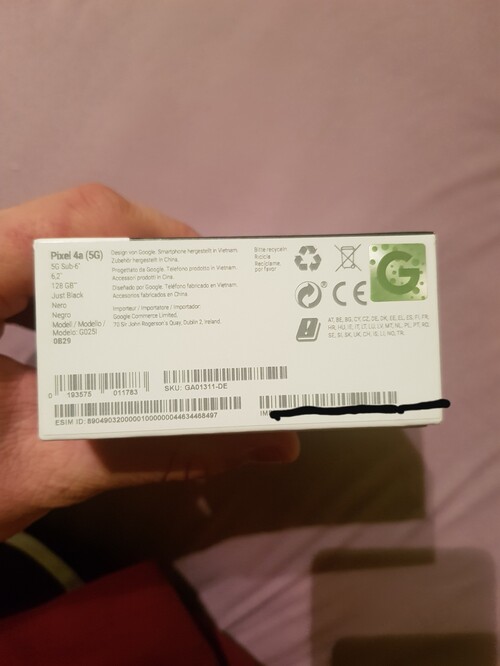 Pixel 4a (5G)
5G Sub-6*
6,2"
128 GB**
Just Black
Nero
Negro
Model / Modello /
Modelo: G025I
0B29
Design von Google. Smartphone hergestellt in Vietnam.
Zubehör hergestellt in China.
Progettato da Google. Telefono prodotto in Vietnam.
Accessori prodotti in Cina.
Diseñado por Google. Teléfono fabricado en Vietnam.
Accesorios fabricados en China.
Importeur / Importatore / Importador:
Google Commerce Limited,
70 Sir John Rogerson's Quay, Dublin 2, Ireland.
Bitte recyceln
Ricicla
Recíclame,
por favor
CE
G
AT, BE, BG, CY, CZ, DE, DK, EE, EL, ES, FI, FR,
HR, HU, IE, IT, LT, LU, LV, MT, NL, PL, PT, RO,
SE, SI, SK, UK, CH, IS, LI, NO, TR,
0 193575 011783
SKU: GA01311-DE
ESIM ID: 89049032000001000000044634468497
IM